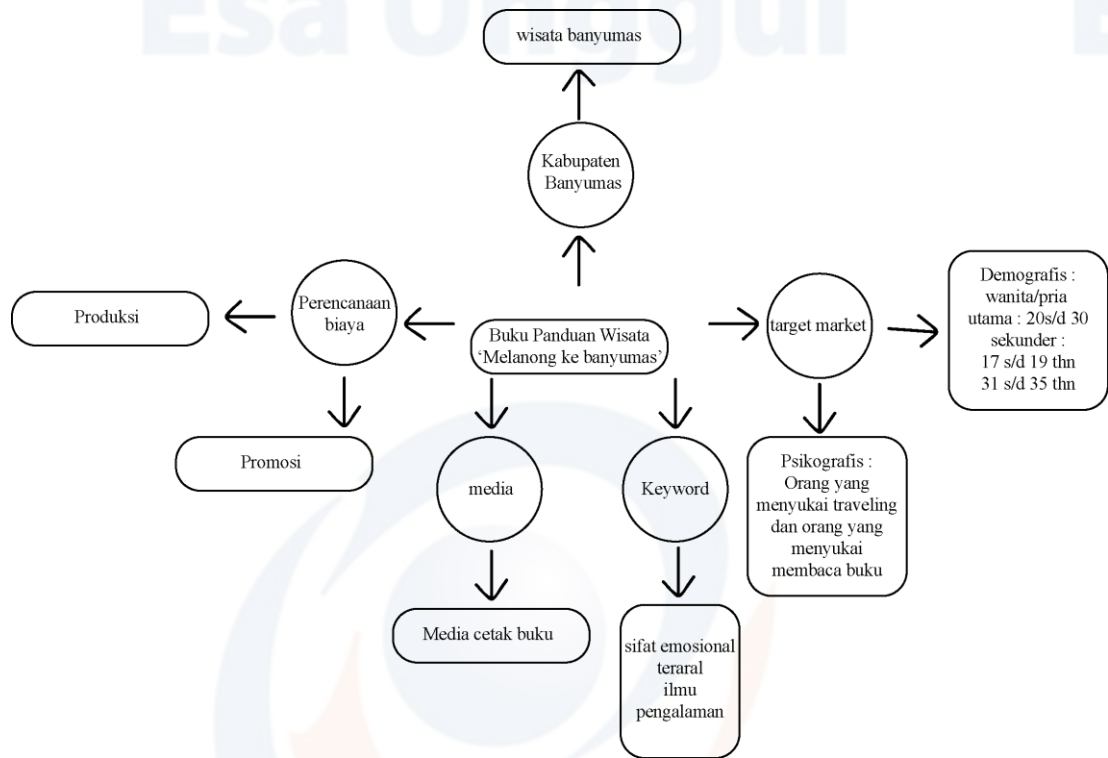 Esa Unggul
wisata banyumas
Kabupaten
Banyumas
Perencanaan
biaya
Produksi
Promosi
Buku Panduan Wisata
‘Melanong ke banyumas’
target market
Demografis :
wanita/pria
utama : 20s/d 30
sekunder :
17 s/d 19 thn
31 s/d 35 thn
media
Keyword
Psikografis :
Orang yang
menyukai traveling
dan orang yang
menyukai
membaca buku
Media cetak buku
sifat emosional
teraral
ilmu
pengalaman